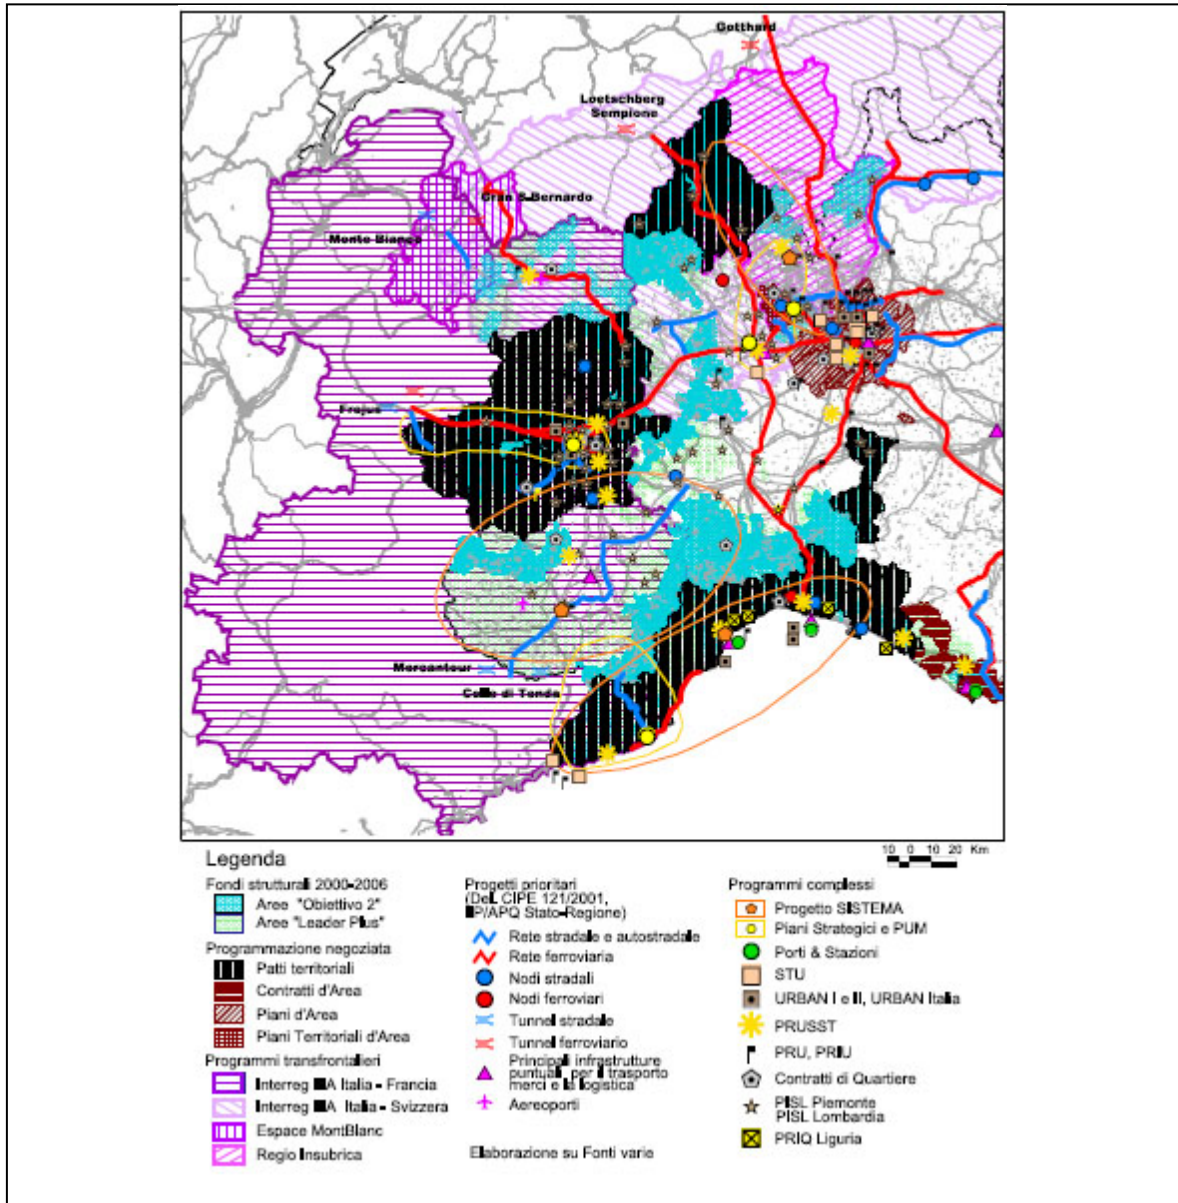 Gotthard
Loetschberg
Sempione
Gran S.Bernardo
Monte Bianco
Frejus
Mercantour
Colle di Tenda
10 0 10 20 Km
Legenda
Fondi strutturali 2000-2006
Aree "Obiettivo 2"
Aree "Leader Plus"
Programmazione negoziata
Patti territoriali
Contratti d'Area
Piani d'Area
Piani Territoriali d'Area
Programmi transfrontalieri
Interreg IIIA Italia - Francia
Interreg IIIA Italia - Svizzera
Espace MontBlanc
Regio Insubrica
Progetti prioritari
(Del. CIPE 121/2001,
IIP/APQ Stato-Regione)
Rete stradale e autostradale
Rete ferroviaria
Nodi stradali
Nodi ferroviari
Tunnel stradale
Tunnel ferroviario
Principali infrastrutture
puntuali per il trasporto
merci e la logistica
Aereoporti
Elaborazione su Fonti varie
Programmi complessi
Progetto SISTEMA
Piani Strategici e PUM
Porti & Stazioni
STU
URBAN I e II, URBAN Italia
PRUSST
PRU, PRIU
Contratti di Quartiere
PISL Piemonte
PISL Lombardia
PRIQ Liguria